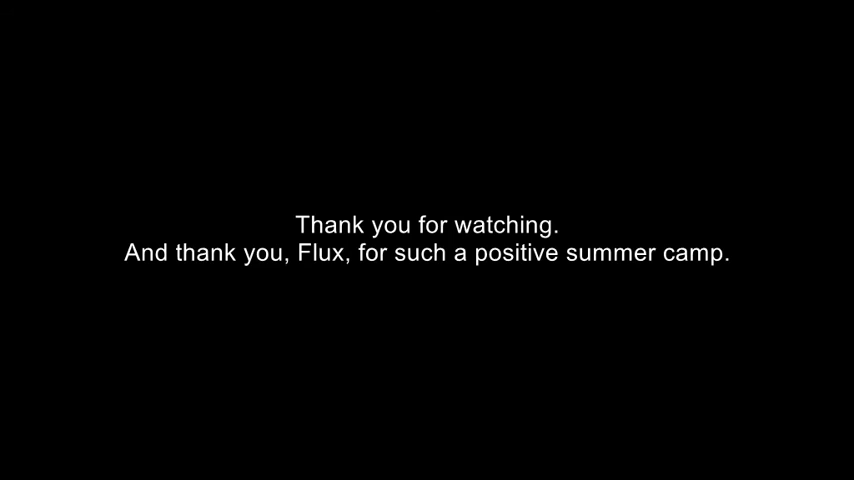 Thank you for watching.
And thank you, Flux, for such a positive summer camp.